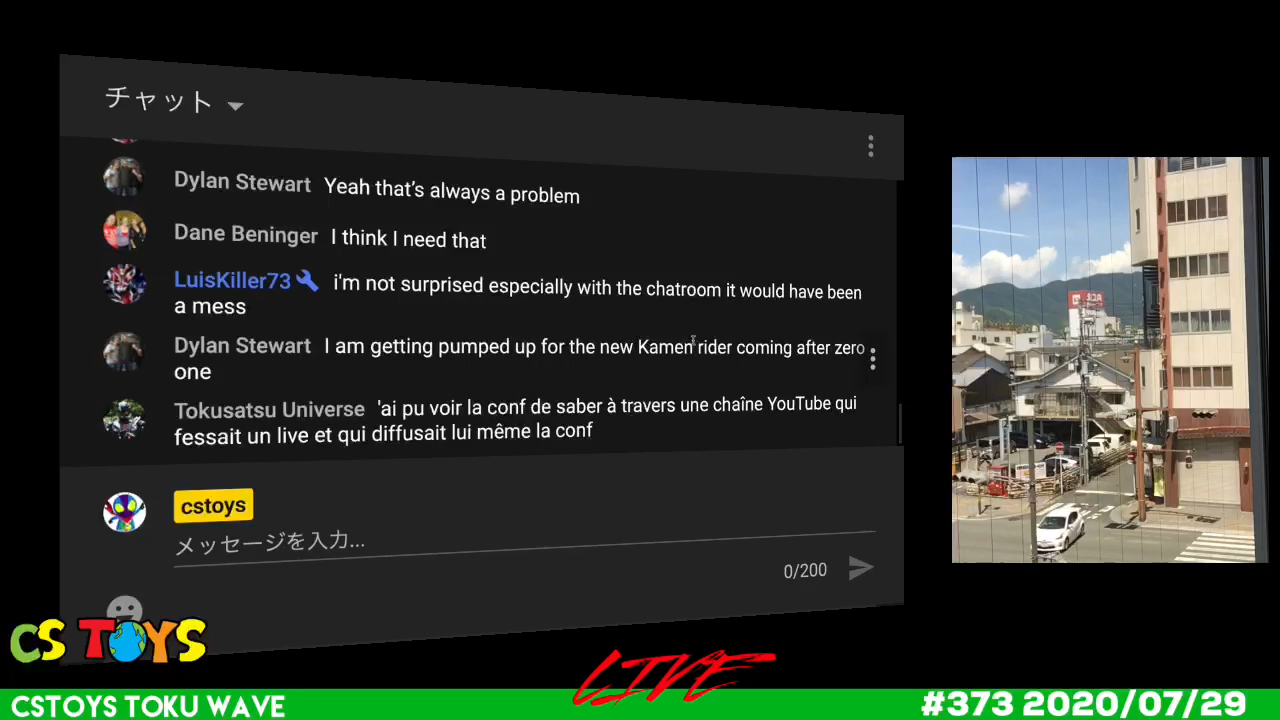 チャット
Dylan Stewart Yeah that's always a problem
Dane Beninger I think I need that
LuisKiller73 i'm not surprised especially with the chatroom it would have been
a mess
Dylan Stewart I am getting pumped up for the new Kamen rider coming after zero
one
Tokusatsu Universe 'ai pu voir la conf de saber à travers une chaîne YouTube qui
fessait un live et qui diffusait lui même la conf
cstoys
メッセージを入力...
0/200
CS TOYS
LIVE
CSTOYS TOKU WAVE
#373 2020/07/29